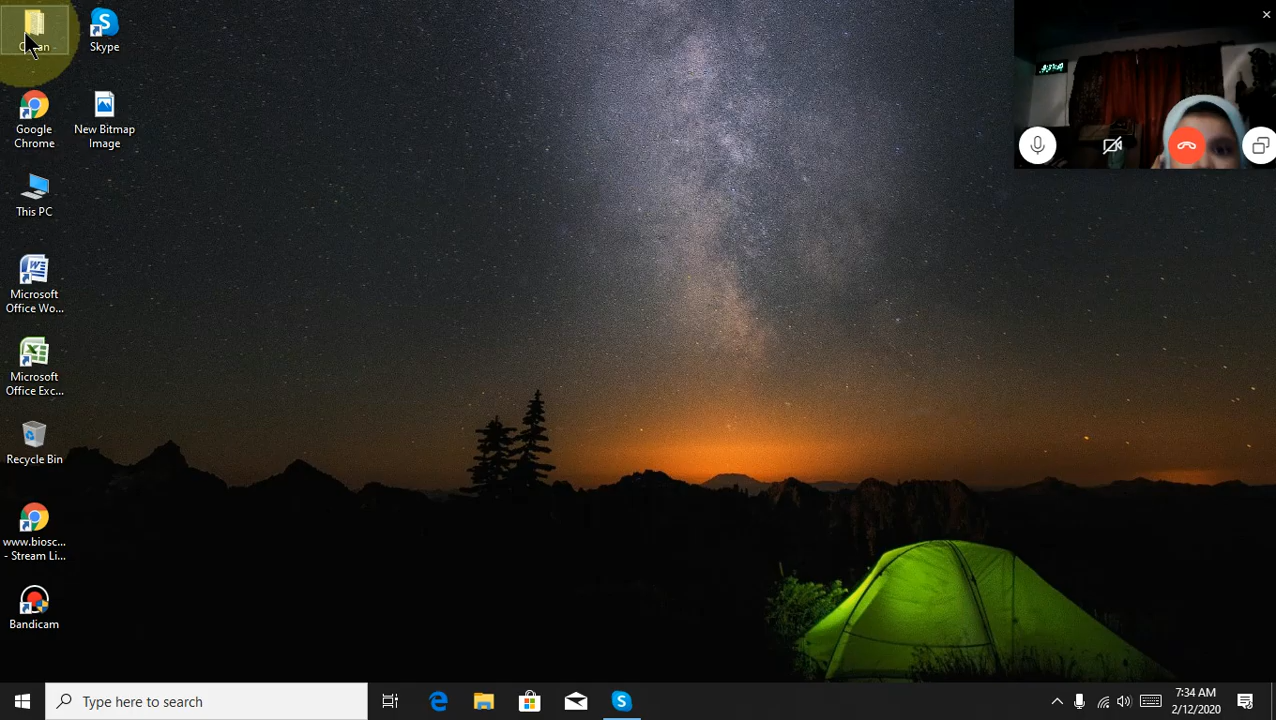 Skype
Google
Chrome
New Bitmap
Image
This PC
Microsoft
Office Wo...
Microsoft
Office Exc...
Recycle Bin
www.biosc...
- Stream Li...
Bandicam
Type here to search
7:34 AM
2/12/2020